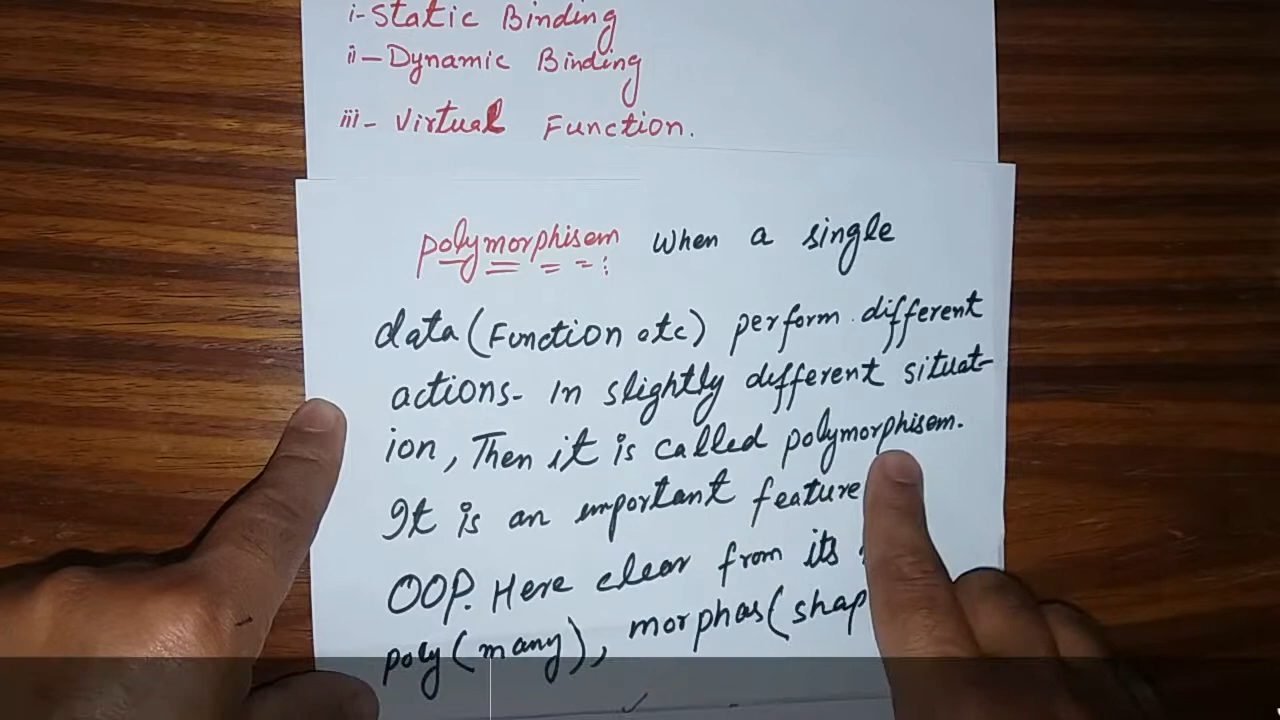 i- Static Binding
ii- Dynamic Binding
iii- Virtual Function.
polymorphisem when a single
data (Function etc) perform different
actions- In slightly different situat-
ion, Then it is called polymorphisem.
It is an important feature
OOP. Here clear from its
poly (many), morphas (shap